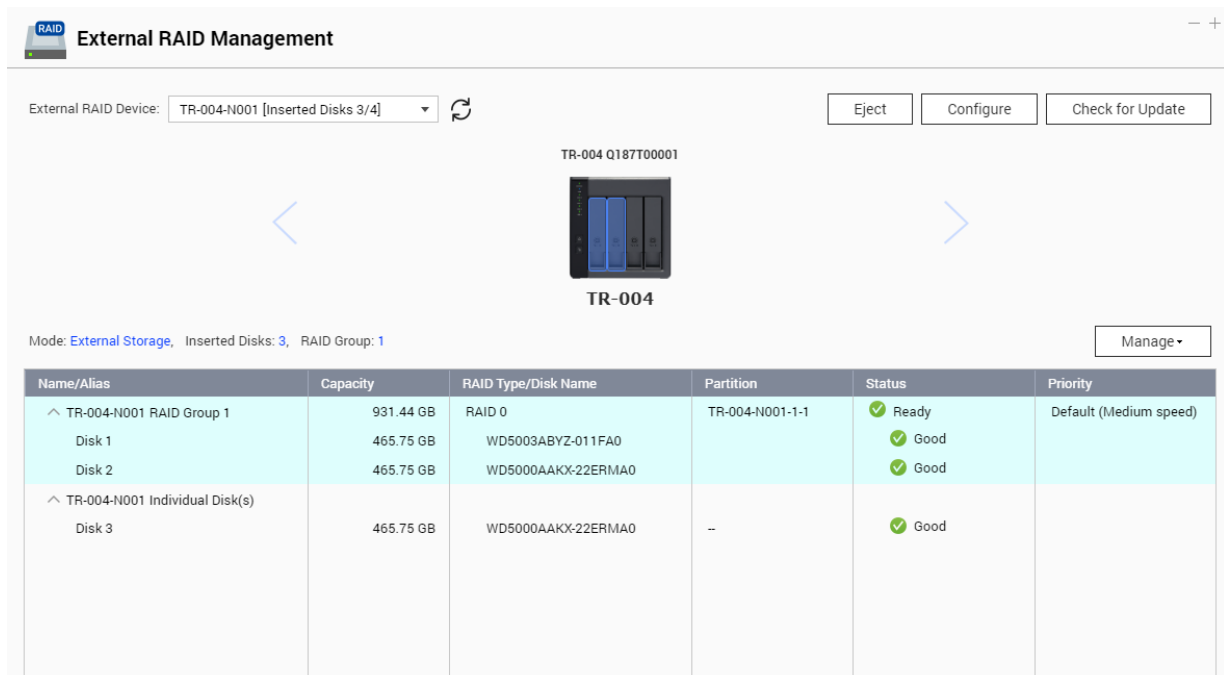 RAID
External RAID Management
External RAID Device: TR-004-N001 [Inserted Disks 3/4] Eject Configure Check for Update
TR-004 Q187T00001
TR-004
Mode: External Storage, Inserted Disks: 3, RAID Group: 1 Manage
Name/Alias Capacity RAID Type/Disk Name Partition Status Priority
TR-004-N001 RAID Group 1 931.44 GB RAID 0 TR-004-N001-1-1 Ready Default (Medium speed)
Disk 1 465.75 GB WD5003ABYZ-011FA0 Good
Disk 2 465.75 GB WD5000AAKX-22ERMA0 Good
TR-004-N001 Individual Disk(s)
Disk 3 465.75 GB WD5000AAKX-22ERMA0 -- Good